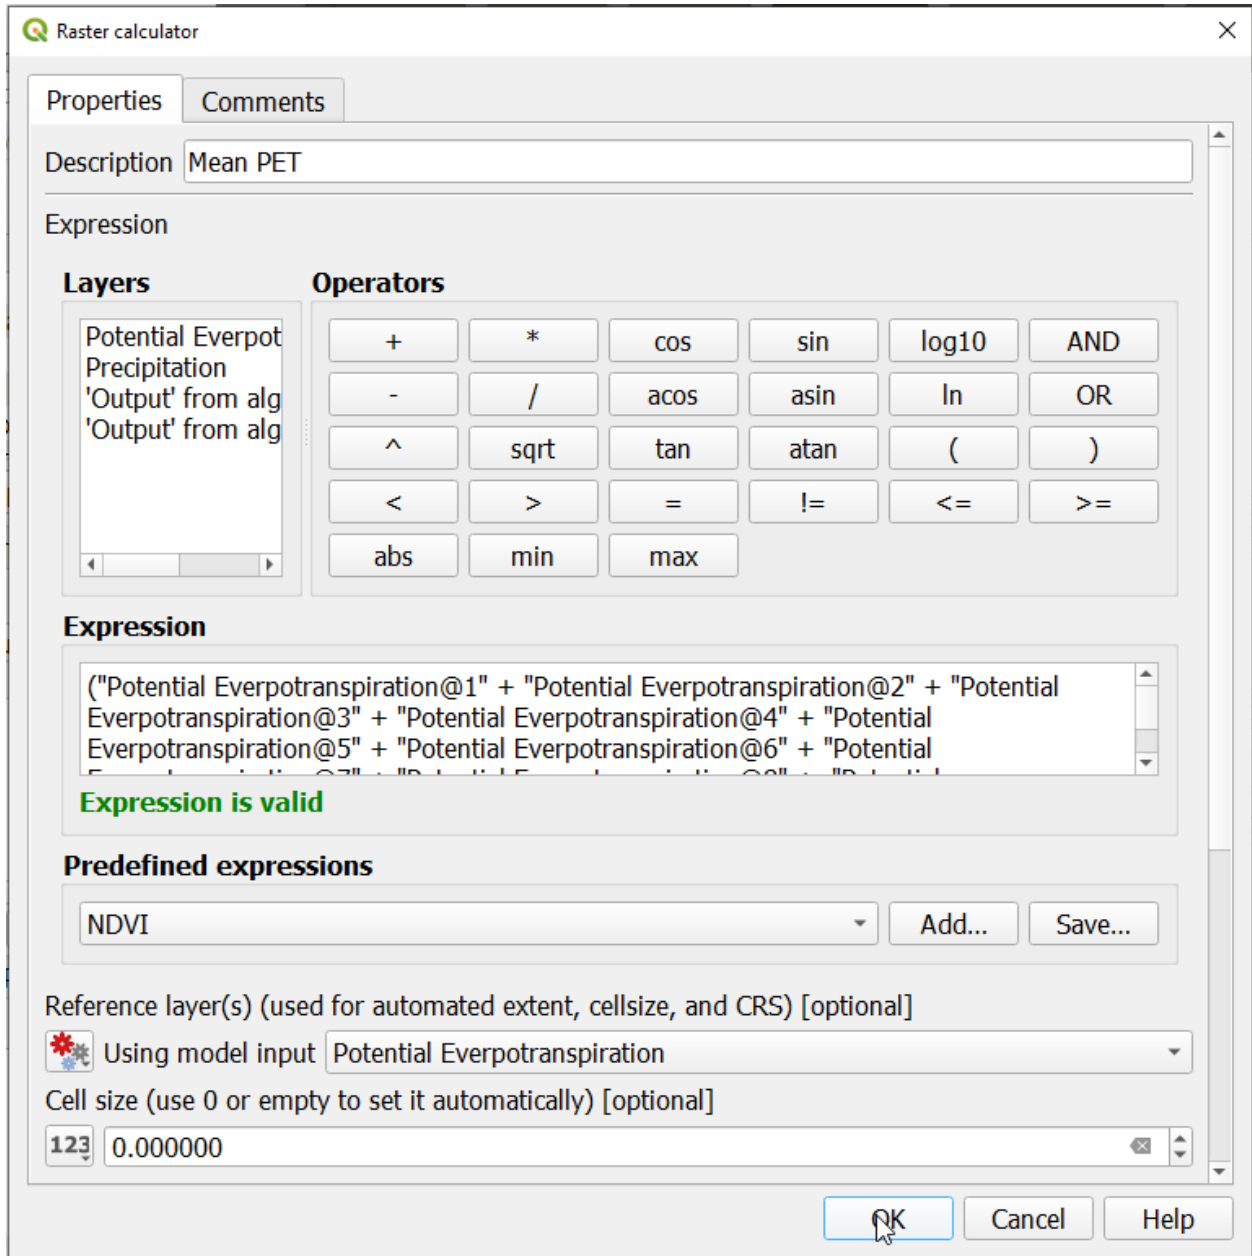 Raster calculator
Properties
Comments
Description Mean PET
Expression
Layers
Operators
Potential Everpot
Precipitation
'Output' from alg
'Output' from alg
+ * cos sin log10 AND
- / acos asin ln OR
^ sqrt tan atan ( )
< > = != <= >=
abs min max
Expression
("Potential Everpotranspiration@1" + "Potential Everpotranspiration@2" + "Potential
Everpotranspiration@3" + "Potential Everpotranspiration@4" + "Potential
Everpotranspiration@5" + "Potential Everpotranspiration@6" + "Potential
Expression is valid
Predefined expressions
NDVI
Add...
Save...
Reference layer(s) (used for automated extent, cellsize, and CRS) [optional]
Using model input Potential Everpotranspiration
Cell size (use 0 or empty to set it automatically) [optional]
123 0.000000
OK
Cancel
Help